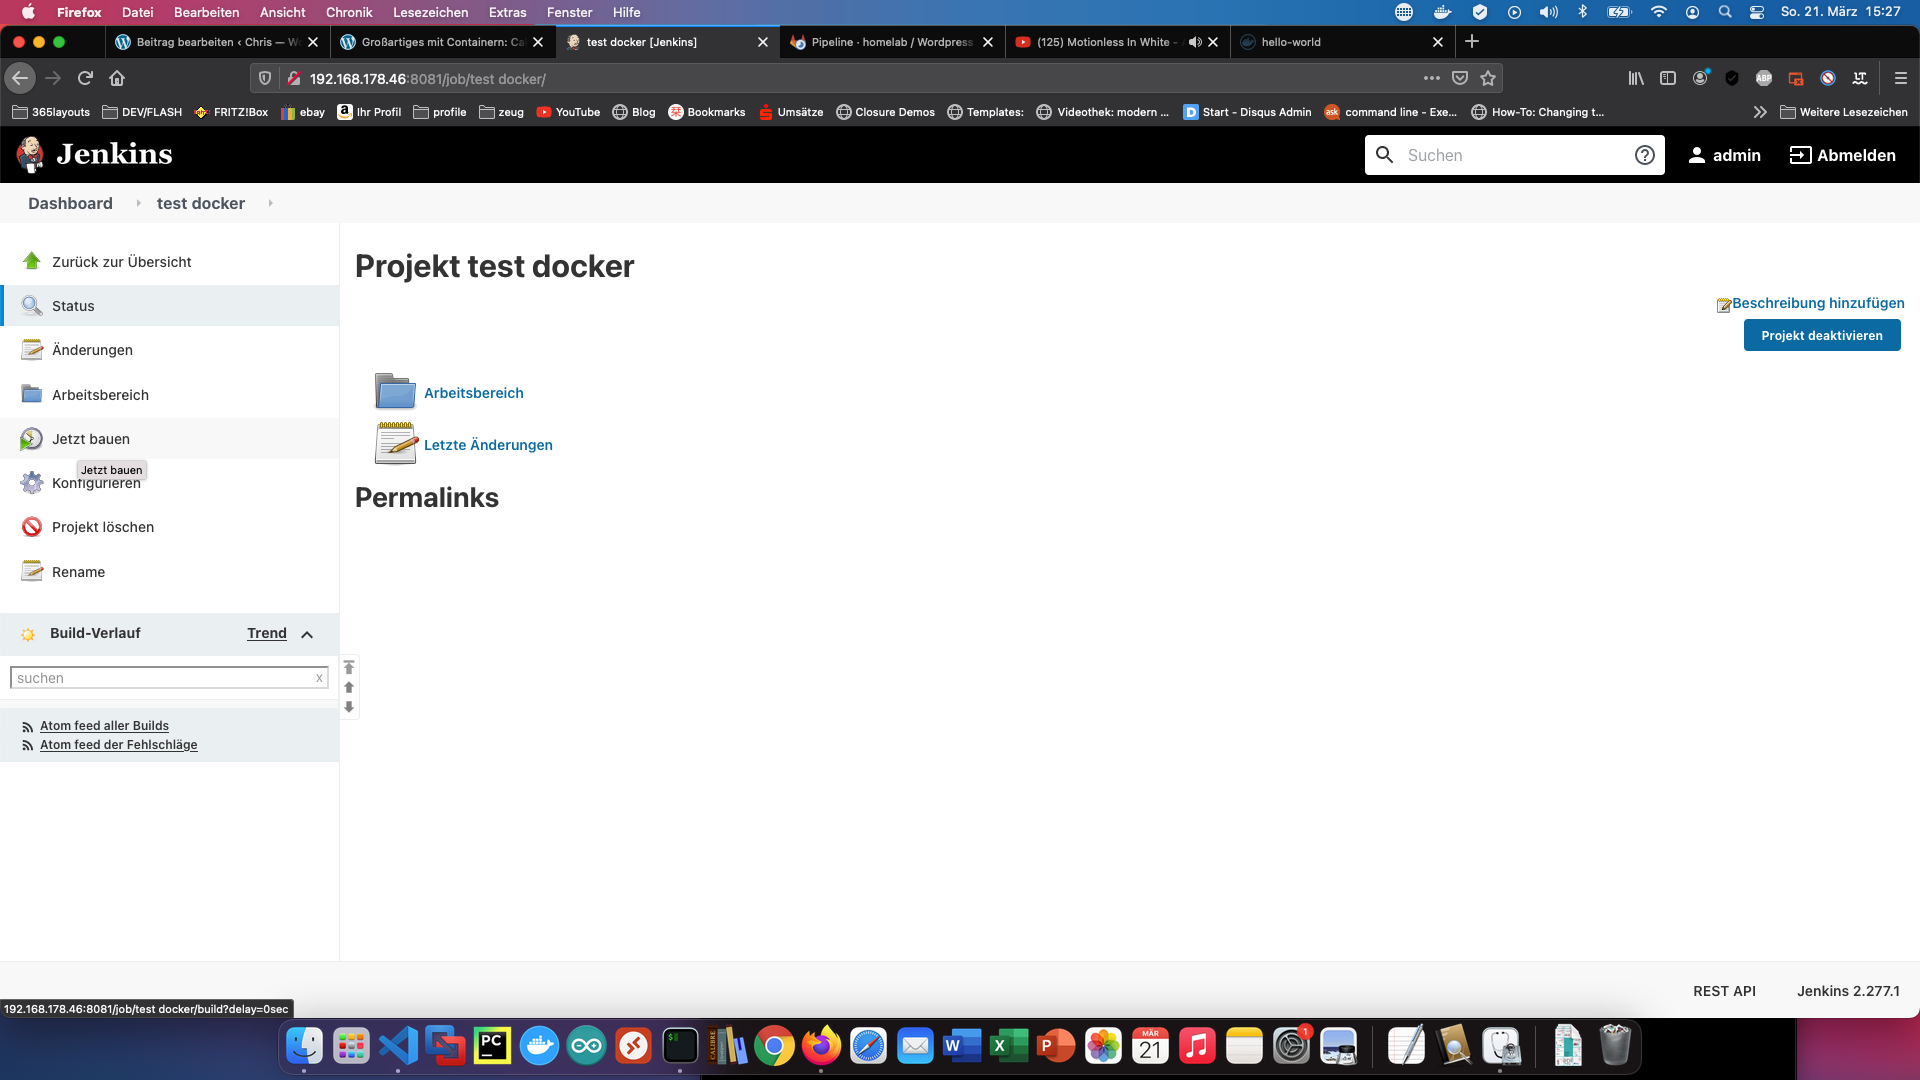 Firefox Datei Bearbeiten Ansicht Chronik Lesezeichen Extras Fenster Hilfe So. 21. März 15:27
Beitrag bearbeiten ‹ Chris — W Großartiges mit Containern: Ca test docker [Jenkins] Pipeline · homelab / Wordpress (125) Motionless In White - hello-world
192.168.178.46:8081/job/test docker/
ABP LT
365layouts DEV/FLASH FRITZ!Box ebay Ihr Profil profile zeug YouTube Blog Bookmarks Umsätze Closure Demos Templates: Videothek: modern ... Start - Disqus Admin command line - Exe... How-To: Changing t... Weitere Lesezeichen
Jenkins
Suchen
admin
Abmelden
Dashboard test docker
Zurück zur Übersicht
Status
Änderungen
Arbeitsbereich
Jetzt bauen
Jetzt bauen
Konfigurieren
Projekt löschen
Rename
Build-Verlauf Trend
suchen x
Atom feed aller Builds
Atom feed der Fehlschläge
Projekt test docker
Beschreibung hinzufügen
Projekt deaktivieren
Arbeitsbereich
Letzte Änderungen
Permalinks
REST API Jenkins 2.277.1
192.168.178.46:8081/job/test docker/build?delay=0sec
PC
CALIBRE
W
X
P
MÄR
21
1